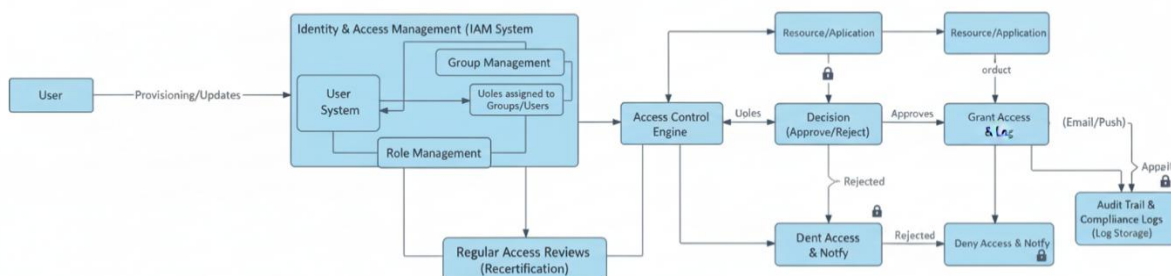 Identity & Access Management (IAM System
Group Management
User
System
Uoles assigned to
Groups/Users
Role Management
User
Provisioning/Updates
Regular Access Reviews
(Recertification)
Access Control
Engine
Uoles
Resource/Aplication
Decision
(Approve/Reject)
Rejected
Dent Access
& Notfy
Approves
Rejected
Resource/Application
orduct
Grant Access
& Log
Deny Access & Notfy
(Email/Push)
Appeil
Audit Trail &
Compliance Logs
(Log Storage)